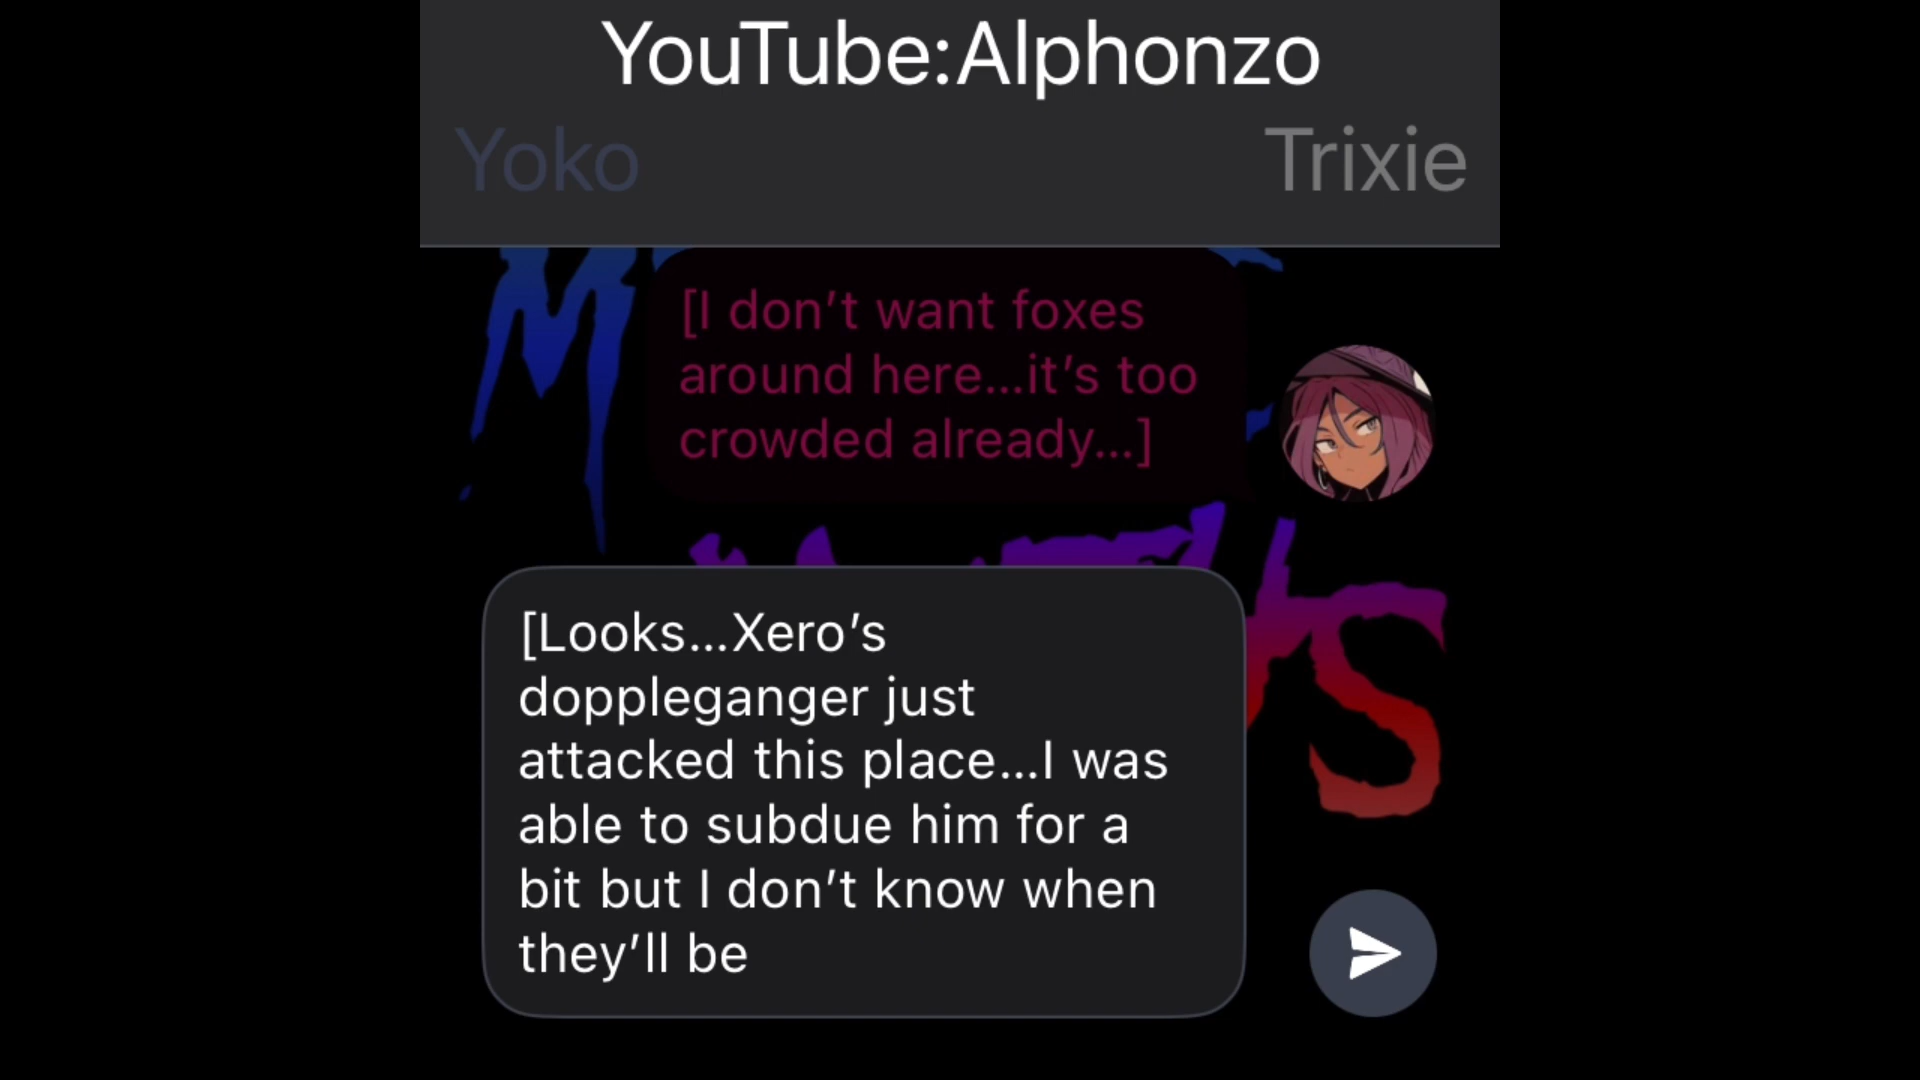 YouTube:Alphonzo
Yoko
Trixie
[I don’t want foxes
around here...it’s too
crowded already...]
[Looks...Xero’s
doppleganger just
attacked this place...I was
able to subdue him for a
bit but I don’t know when
they’ll be